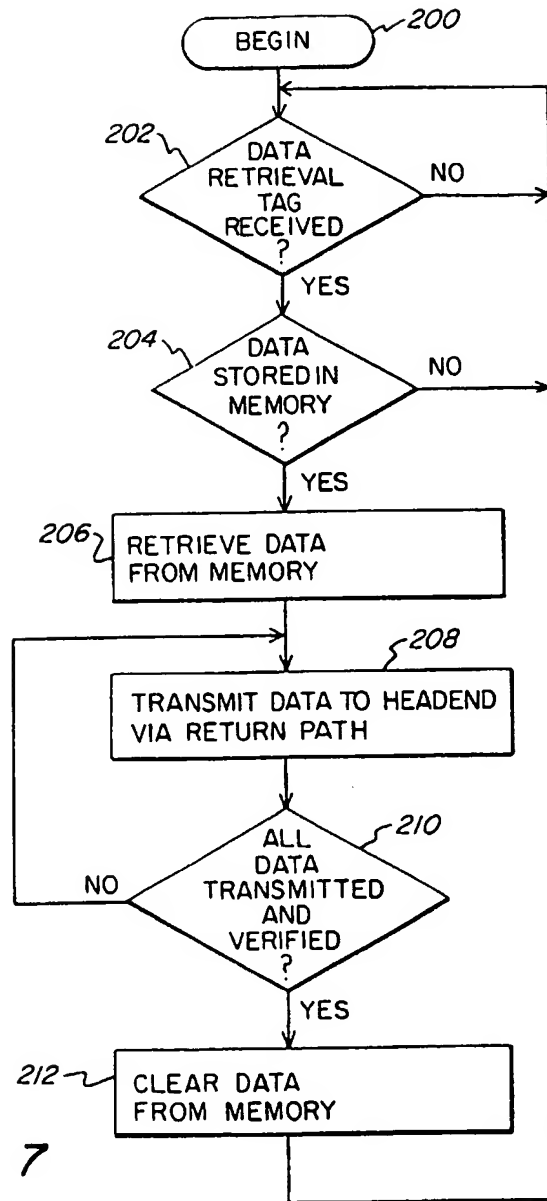 BEGIN
200
202
DATA
RETRIEVAL
TAG
RECEIVED
?
NO
YES
204
DATA
STORED IN
MEMORY
?
NO
YES
206
RETRIEVE DATA
FROM MEMORY
208
TRANSMIT DATA TO HEADEND
VIA RETURN PATH
210
ALL
DATA
TRANSMITTED
AND
VERIFIED
?
NO
YES
212
CLEAR DATA
FROM MEMORY
7